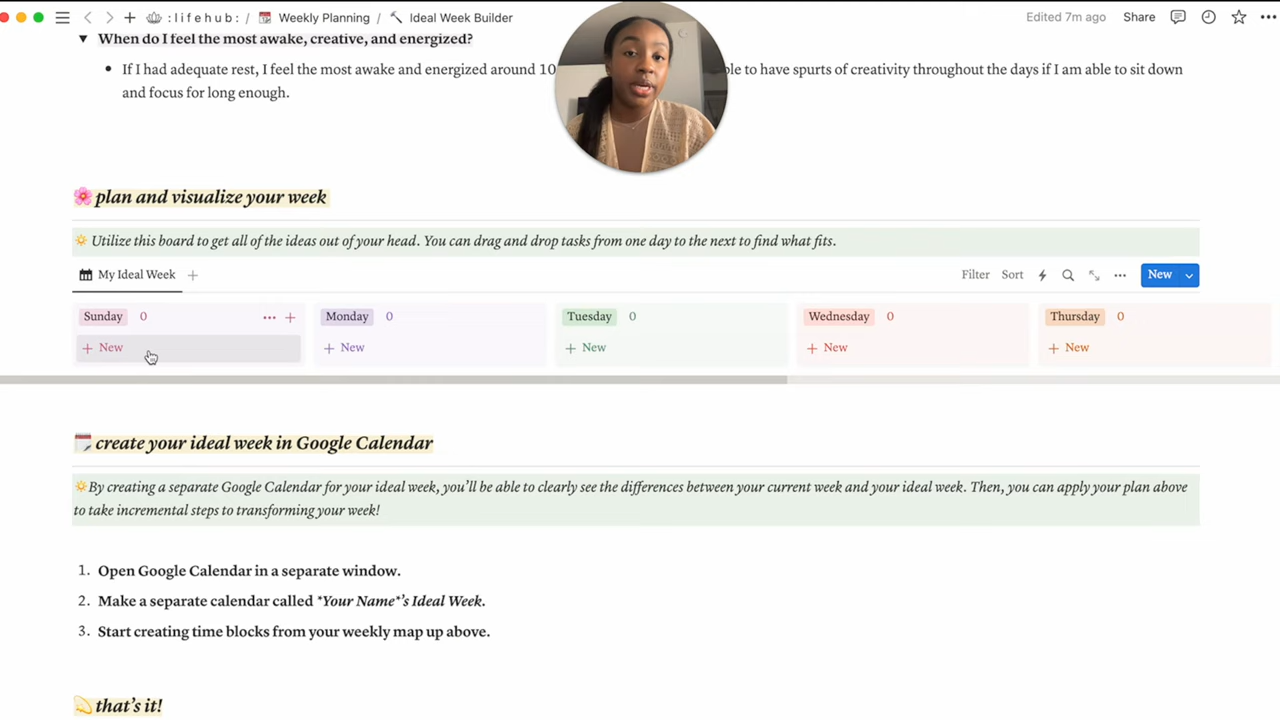 : l i f e h u b : / Weekly Planning / Ideal Week Builder Edited 7m ago Share
When do I feel the most awake, creative, and energized?
If I had adequate rest, I feel the most awake and energized around 10 to have spurts of creativity throughout the days if I am able to sit down
and focus for long enough.
plan and visualize your week
Utilize this board to get all of the ideas out of your head. You can drag and drop tasks from one day to the next to find what fits.
My Ideal Week Filter Sort New
Sunday 0 Monday 0 Tuesday 0 Wednesday 0 Thursday 0
+ New + New + New + New + New
create your ideal week in Google Calendar
By creating a separate Google Calendar for your ideal week, you'll be able to clearly see the differences between your current week and your ideal week. Then, you can apply your plan above
to take incremental steps to transforming your week!
1. Open Google Calendar in a separate window.
2. Make a separate calendar called *Your Name*'s Ideal Week.
3. Start creating time blocks from your weekly map up above.
that's it!